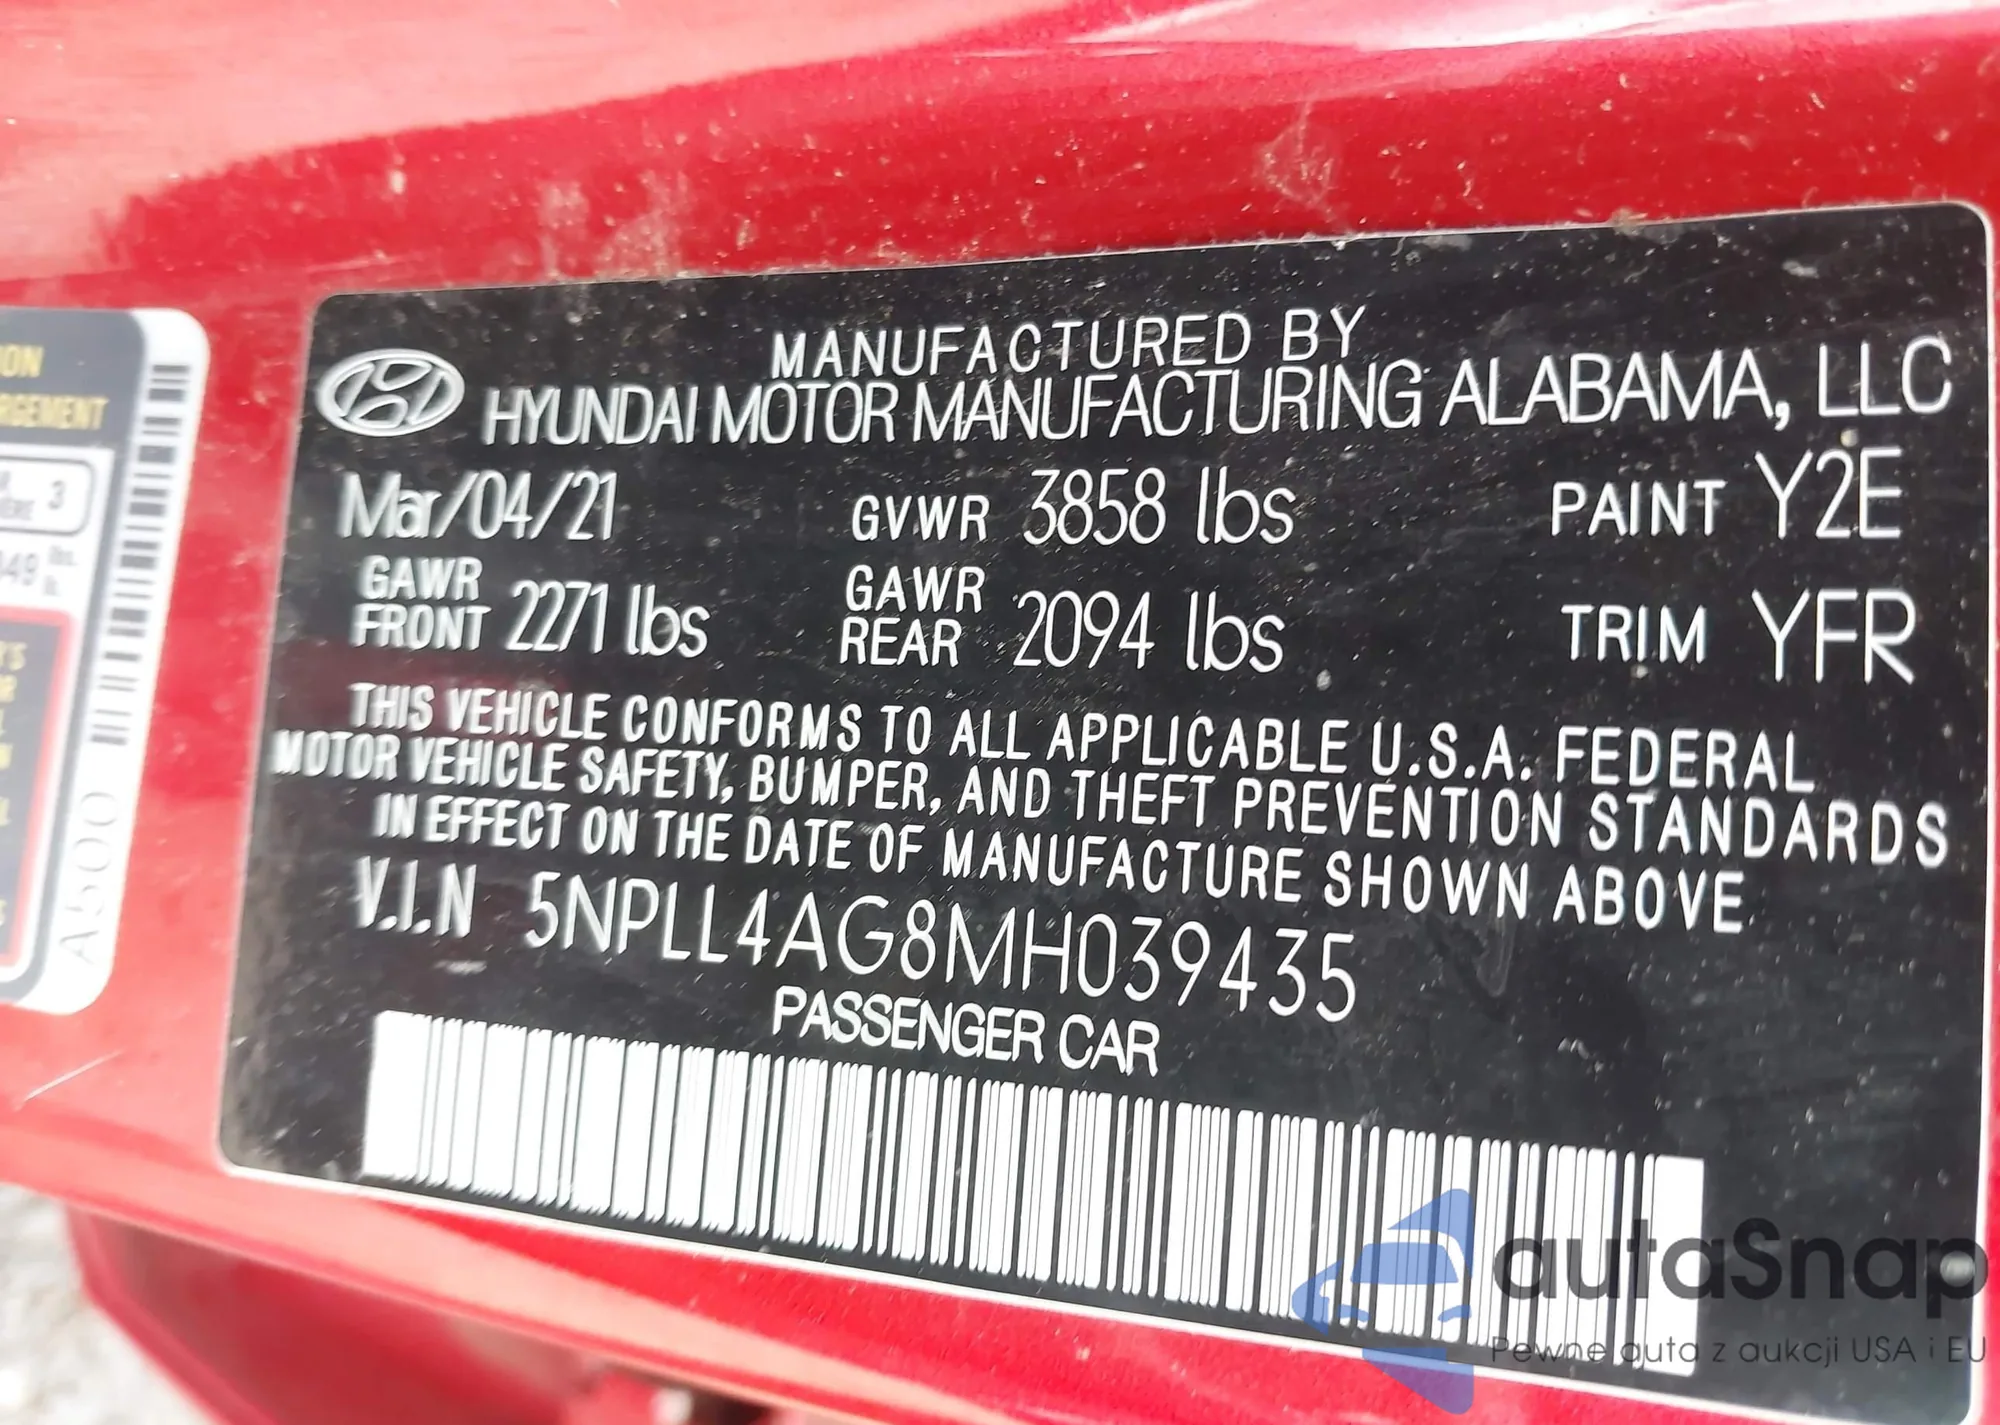 MANUFACTURED BY
HYUNDAI MOTOR MANUFACTURING ALABAMA, LLC
Mar/04/21 GVWR 3858 lbs PAINT Y2E
GAWR FRONT 2271 lbs GAWR REAR 2094 lbs TRIM YFR
THIS VEHICLE CONFORMS TO ALL APPLICABLE U.S.A. FEDERAL
MOTOR VEHICLE SAFETY, BUMPER, AND THEFT PREVENTION STANDARDS
IN EFFECT ON THE DATE OF MANUFACTURE SHOWN ABOVE
V.I.N 5NPLL4AG8MH039435
PASSENGER CAR
A500
3
autaSnap
Pewne auta z aukcji USA i EU